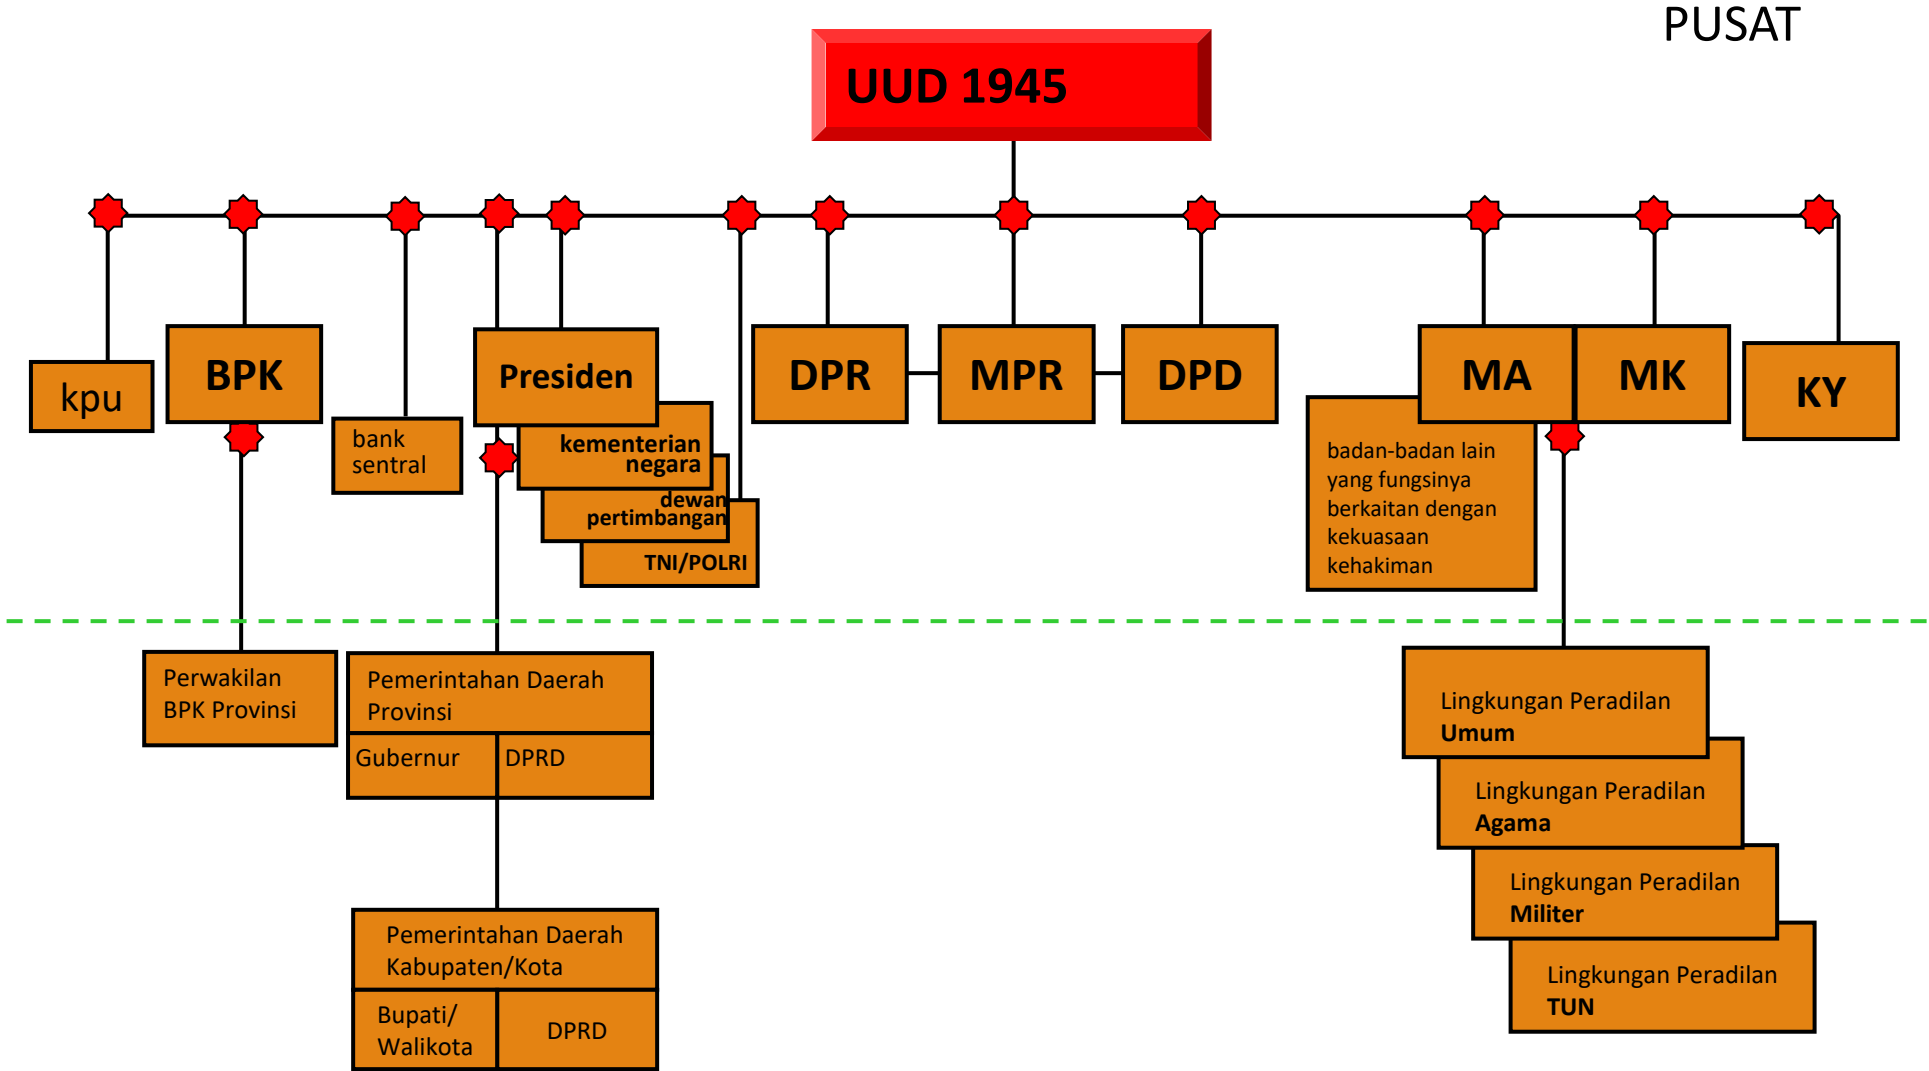 PUSAT
UUD 1945
kpu
BPK
bank
sentral
Presiden
kementerian
negara
dewan
pertimbangan
TNI/POLRI
DPR
MPR
DPD
MA
MK
KY
badan-badan lain
yang fungsinya
berkaitan dengan
kekuasaan
kehakiman
Perwakilan
BPK Provinsi
Pemerintahan Daerah
Provinsi
Gubernur
DPRD
Pemerintahan Daerah
Kabupaten/Kota
Bupati/
Walikota
DPRD
Lingkungan Peradilan
Umum
Lingkungan Peradilan
Agama
Lingkungan Peradilan
Militer
Lingkungan Peradilan
TUN